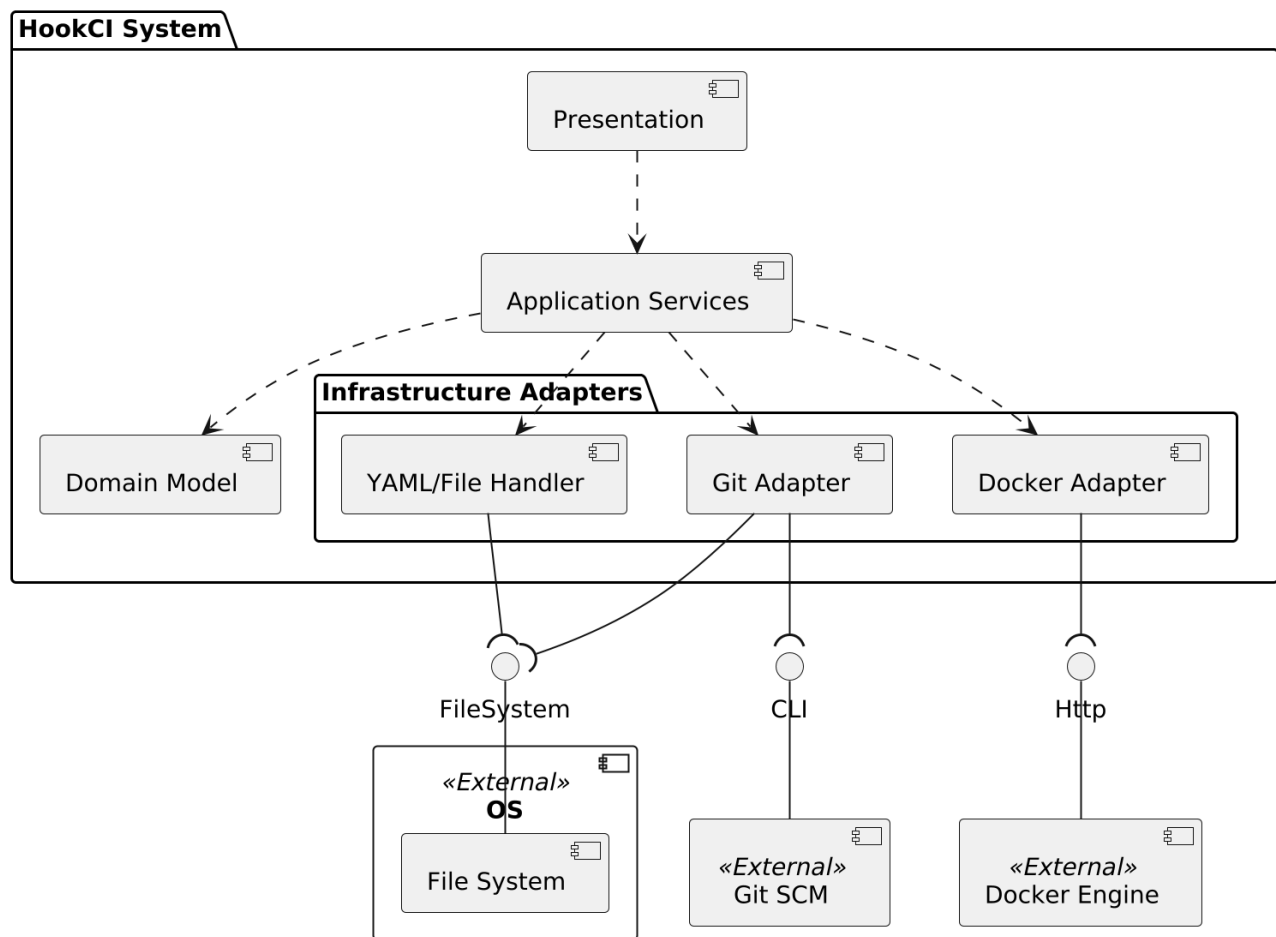 HookCI System
Presentation
Application Services
Infrastructure Adapters
Domain Model
YAML/File Handler
Git Adapter
Docker Adapter
FileSystem
CLI
Http
«External»
OS
File System
«External»
Git SCM
«External»
Docker Engine